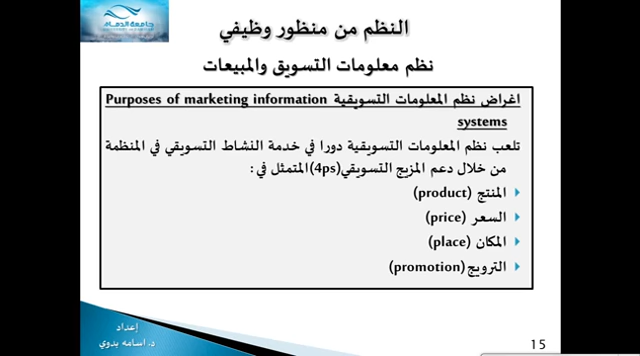 جامعة الدمام
النظم من منظور وظيفي
نظم معلومات التسويق والمبيعات
اغراض نظم المعلومات التسويقية Purposes of marketing information
systems
تلعب نظم المعلومات التسويقية دورا في خدمة النشاط التسويقي في المنظمة
من خلال دعم المزيج التسويقي(4ps) المتمثل في :
المنتج (product)
السعر (price)
المكان (place)
الترويج(promotion)
إعداد
د. اسامه بدوي
15